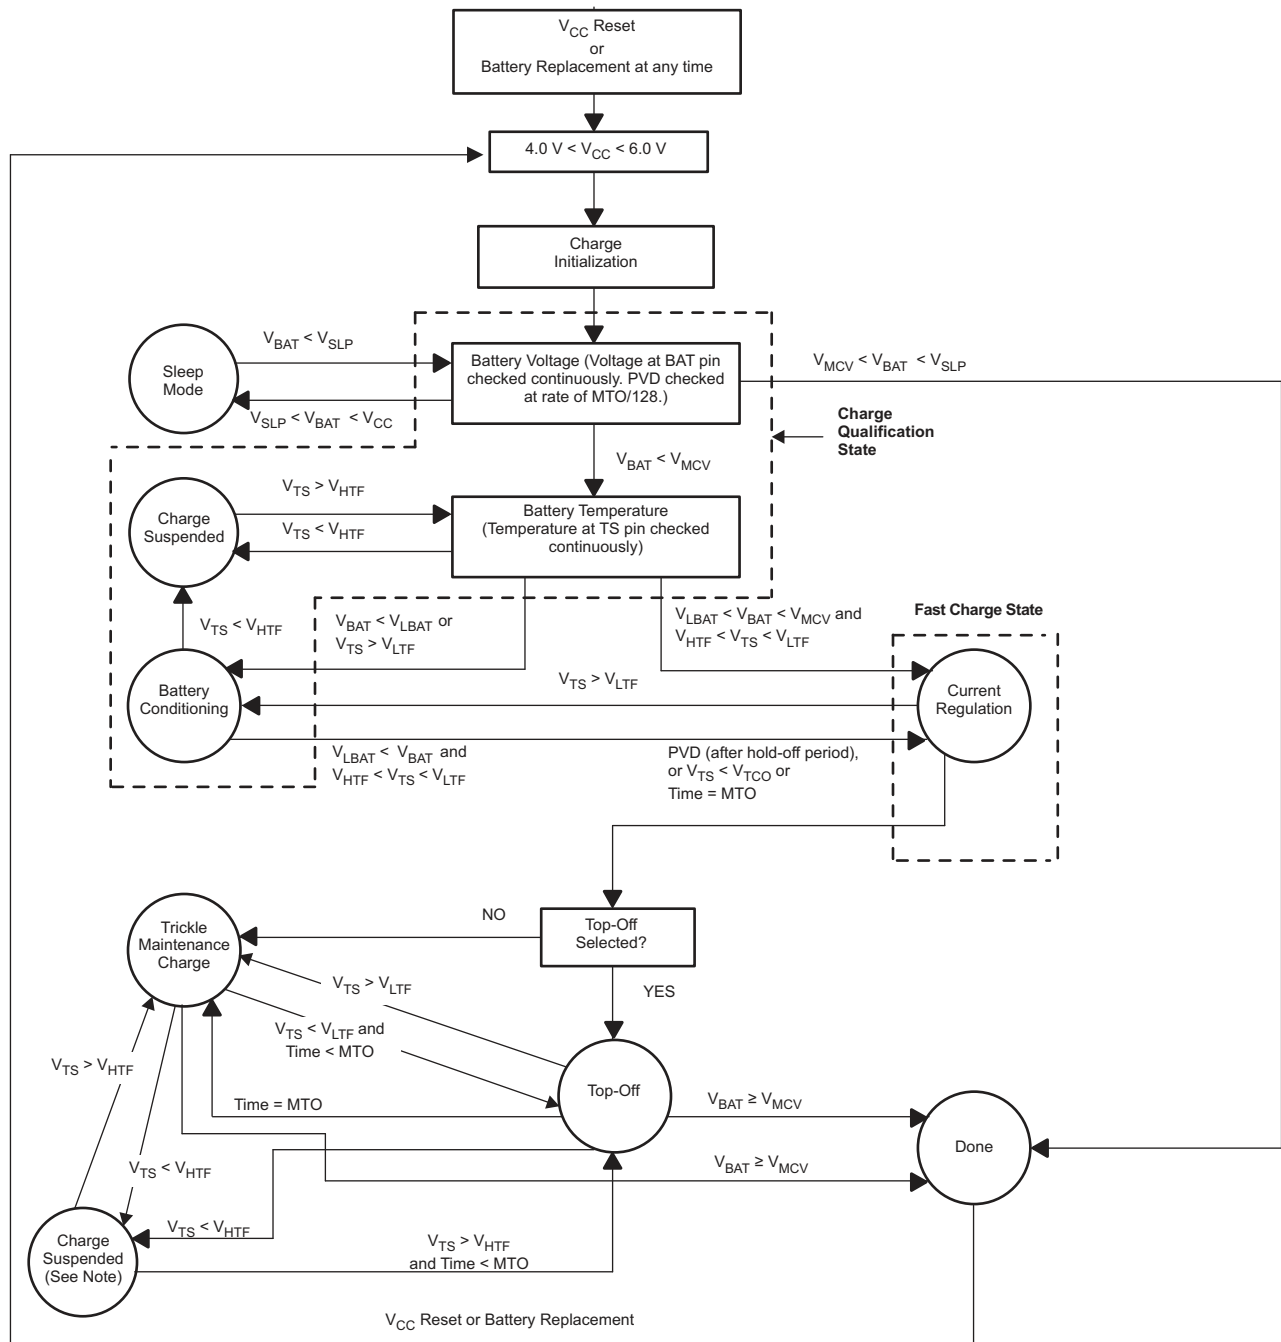 V_CC Reset
or
Battery Replacement at any time
4.0 V < V_CC < 6.0 V
Charge
Initialization
V_BAT < V_SLP
Sleep
Mode
V_SLP < V_BAT < V_CC
Battery Voltage (Voltage at BAT pin
checked continuously. PVD checked
at rate of MTO/128.)
V_MCV < V_BAT < V_SLP
Charge
Qualification
State
V_BAT < V_MCV
V_TS > V_HTF
Charge
Suspended
V_TS < V_HTF
Battery Temperature
(Temperature at TS pin checked
continuously)
V_TS < V_HTF
V_BAT < V_LBAT or
V_TS > V_LTF
V_LBAT < V_BAT < V_MCV and
V_HTF < V_TS < V_LTF
Fast Charge State
Battery
Conditioning
V_TS > V_LTF
Current
Regulation
V_LBAT < V_BAT and
V_HTF < V_TS < V_LTF
PVD (after hold-off period),
or V_TS < V_TCO or
Time = MTO
Trickle
Maintenance
Charge
NO
Top-Off
Selected?
YES
V_TS > V_LTF
V_TS < V_LTF and
Time < MTO
V_TS > V_HTF
Time = MTO
Top-Off
V_BAT ≥ V_MCV
Done
V_TS < V_HTF
V_BAT ≥ V_MCV
V_TS < V_HTF
Charge
Suspended
(See Note)
V_TS > V_HTF
and Time < MTO
V_CC Reset or Battery Replacement